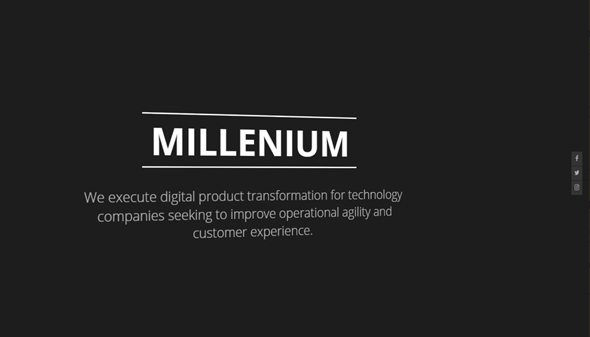 MILLENIUM
We execute digital product transformation for technology
companies seeking to improve operational agility and
customer experience.